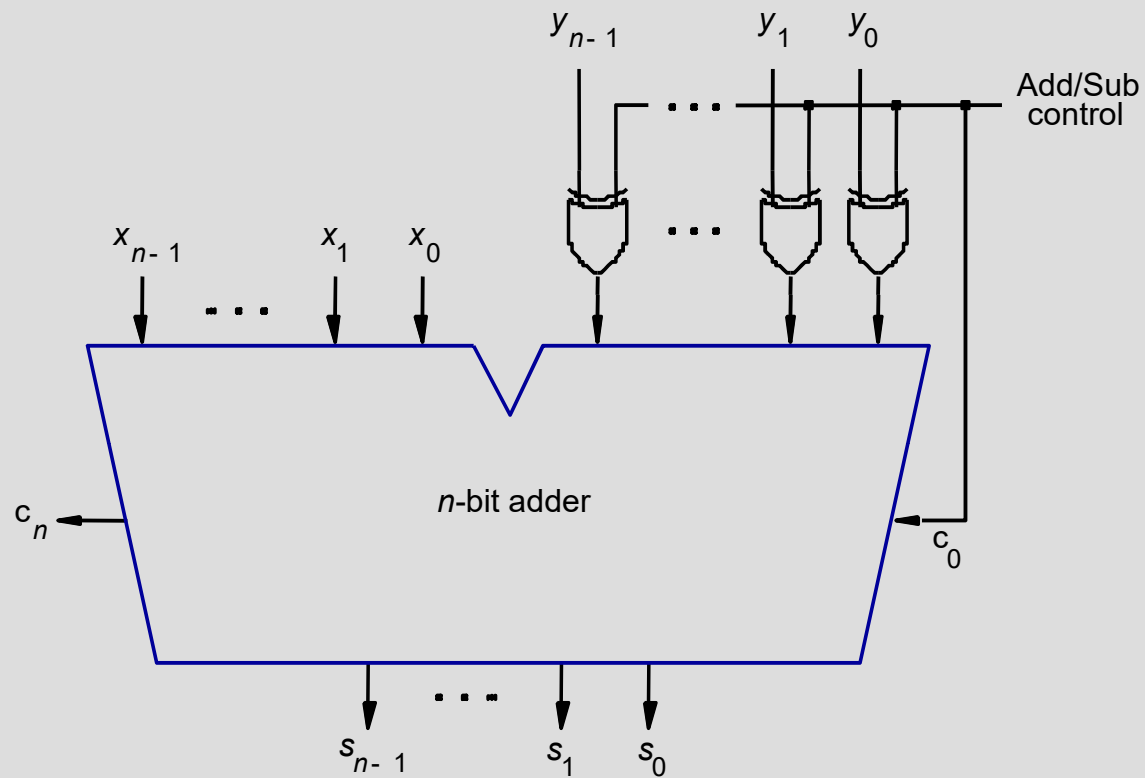 y n-1 y 1 y 0
Add/Sub
control
x n-1 x 1 x 0
n-bit adder
c n
c 0
s n-1 s 1 s 0